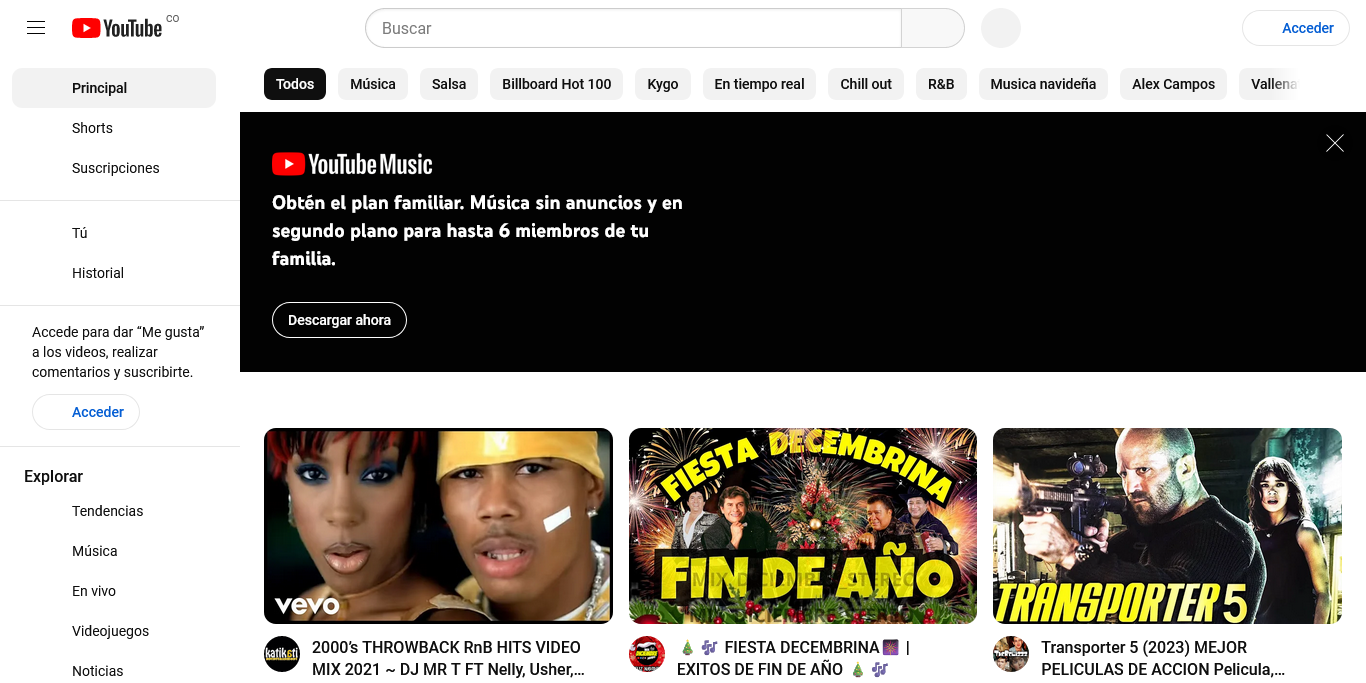 YouTube CO
Buscar
Acceder
Principal
Shorts
Suscripciones
Tú
Historial
Accede para dar “Me gusta”
a los videos, realizar
comentarios y suscribirte.
Acceder
Explorar
Tendencias
Música
En vivo
Videojuegos
Noticias
Todos
Música
Salsa
Billboard Hot 100
Kygo
En tiempo real
Chill out
R&B
Musica navideña
Alex Campos
YouTube Music
Obtén el plan familiar. Música sin anuncios y en
segundo plano para hasta 6 miembros de tu
familia.
Descargar ahora
vevo
2000’s THROWBACK RnB HITS VIDEO
MIX 2021 ~ DJ MR T FT Nelly, Usher,...
FIESTA DECEMBRINA
FIN DE AÑO
🎄 🎶 FIESTA DECEMBRINA🎆 |
EXITOS DE FIN DE AÑO 🎄 🎶
TRANSPORTER 5
Transporter 5 (2023) MEJOR
PELICULAS DE ACCION Pelicula,...